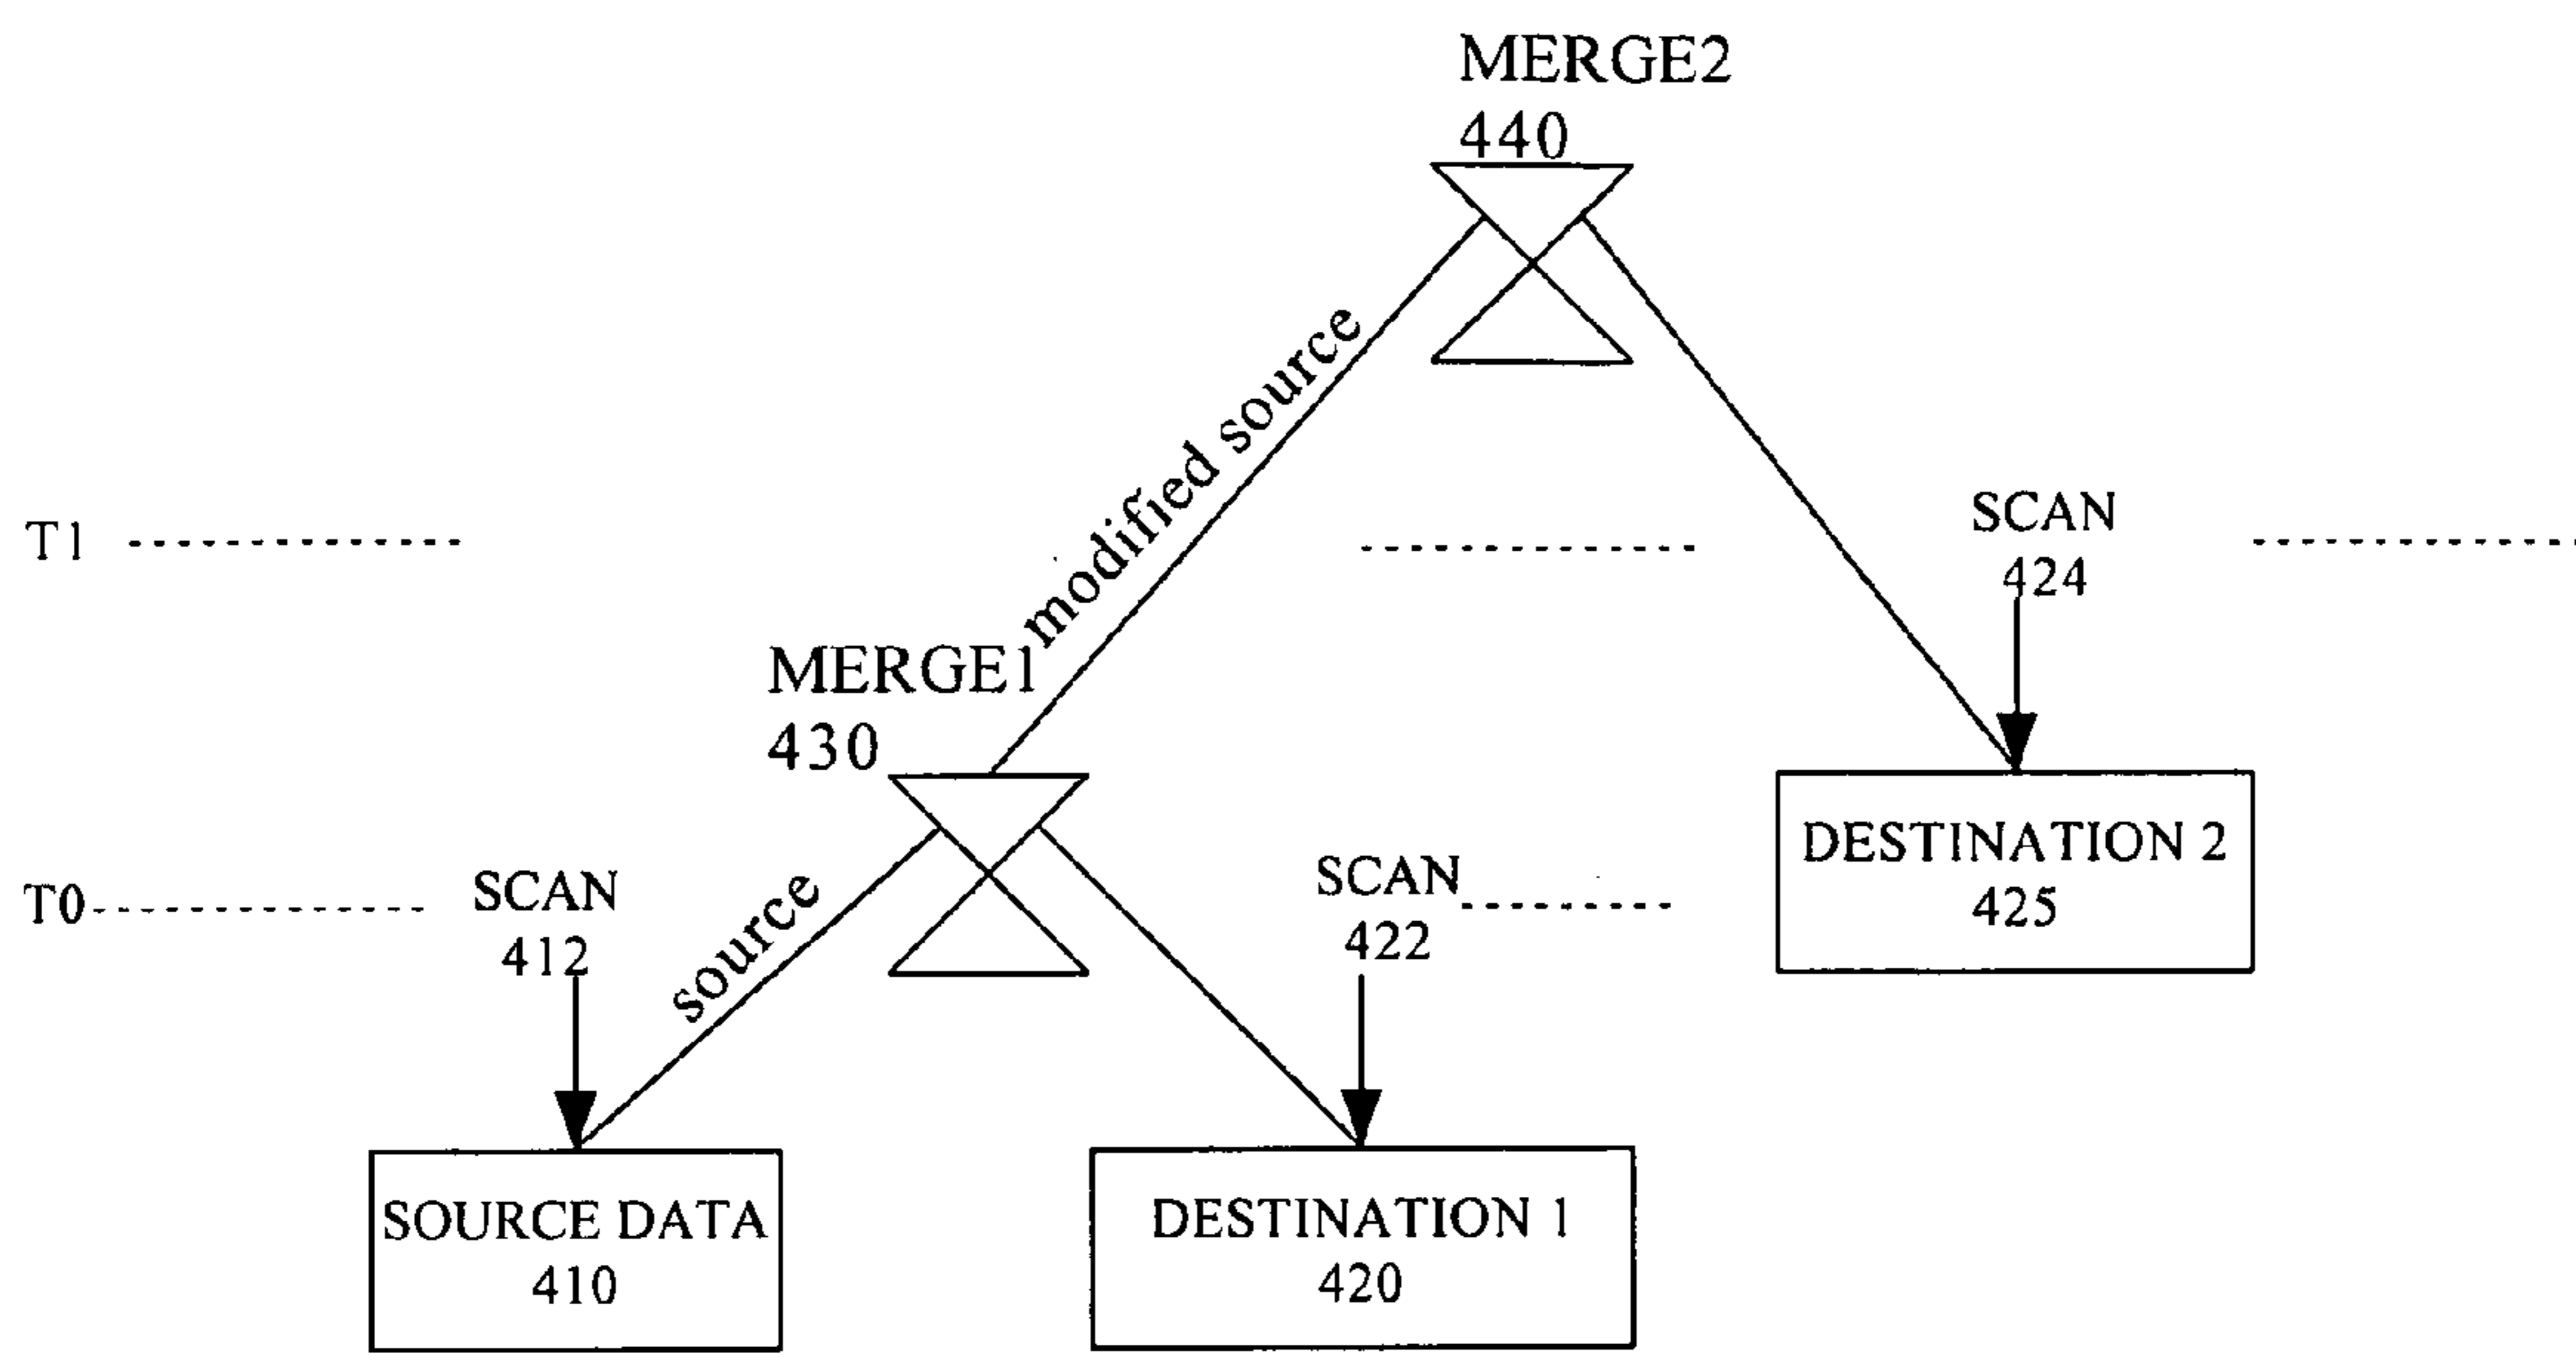 MERGE2
440
modified source
T1
SCAN
424
MERGE1
430
DESTINATION 2
425
T0
SCAN
412
source
SCAN
422
SOURCE DATA
410
DESTINATION 1
420